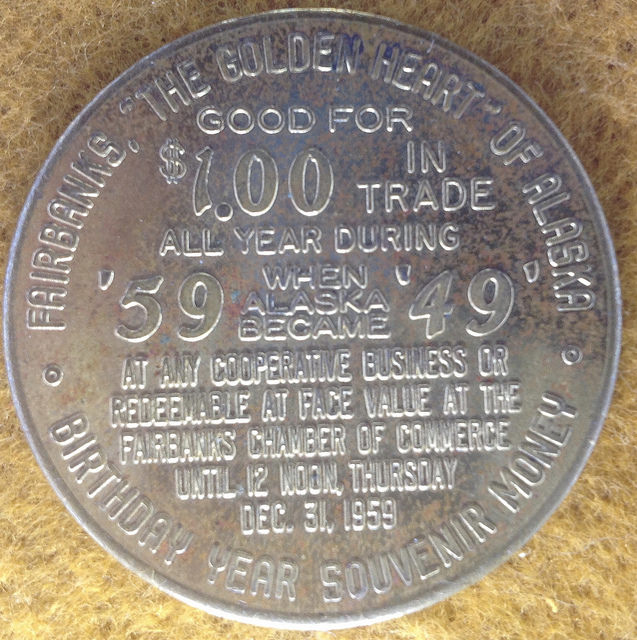 FAIRBANKS, "THE GOLDEN HEART" OF ALASKA
GOOD FOR
$1.00 IN TRADE
ALL YEAR DURING
'59 WHEN ALASKA BECAME '49'
AT ANY COOPERATIVE BUSINESS OR
REDEEMABLE AT FACE VALUE AT THE
FAIRBANKS CHAMBER OF COMMERCE
UNTIL 12 NOON, THURSDAY
DEC. 31, 1959
BIRTHDAY YEAR SOUVENIR MONEY